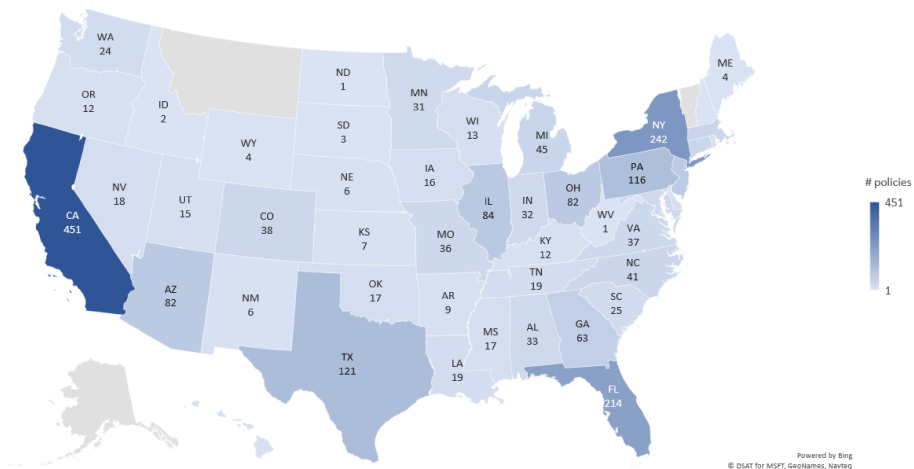 WA
24
OR
12
ID
2
ND
1
SD
3
WY
4
NE
6
NV
18
UT
15
CO
38
KS
7
CA
451
AZ
82
NM
6
OK
17
TX
121
MN
31
WI
13
MI
45
IA
16
IL
84
IN
32
OH
82
MO
36
KY
12
WV
1
VA
37
PA
116
NY
242
ME
4
TN
19
NC
41
SC
25
AR
9
MS
17
AL
33
GA
63
LA
19
FL
214
# policies
451
1
Powered by Bing
© DSAT for MSFT, GeoNames, Navteq